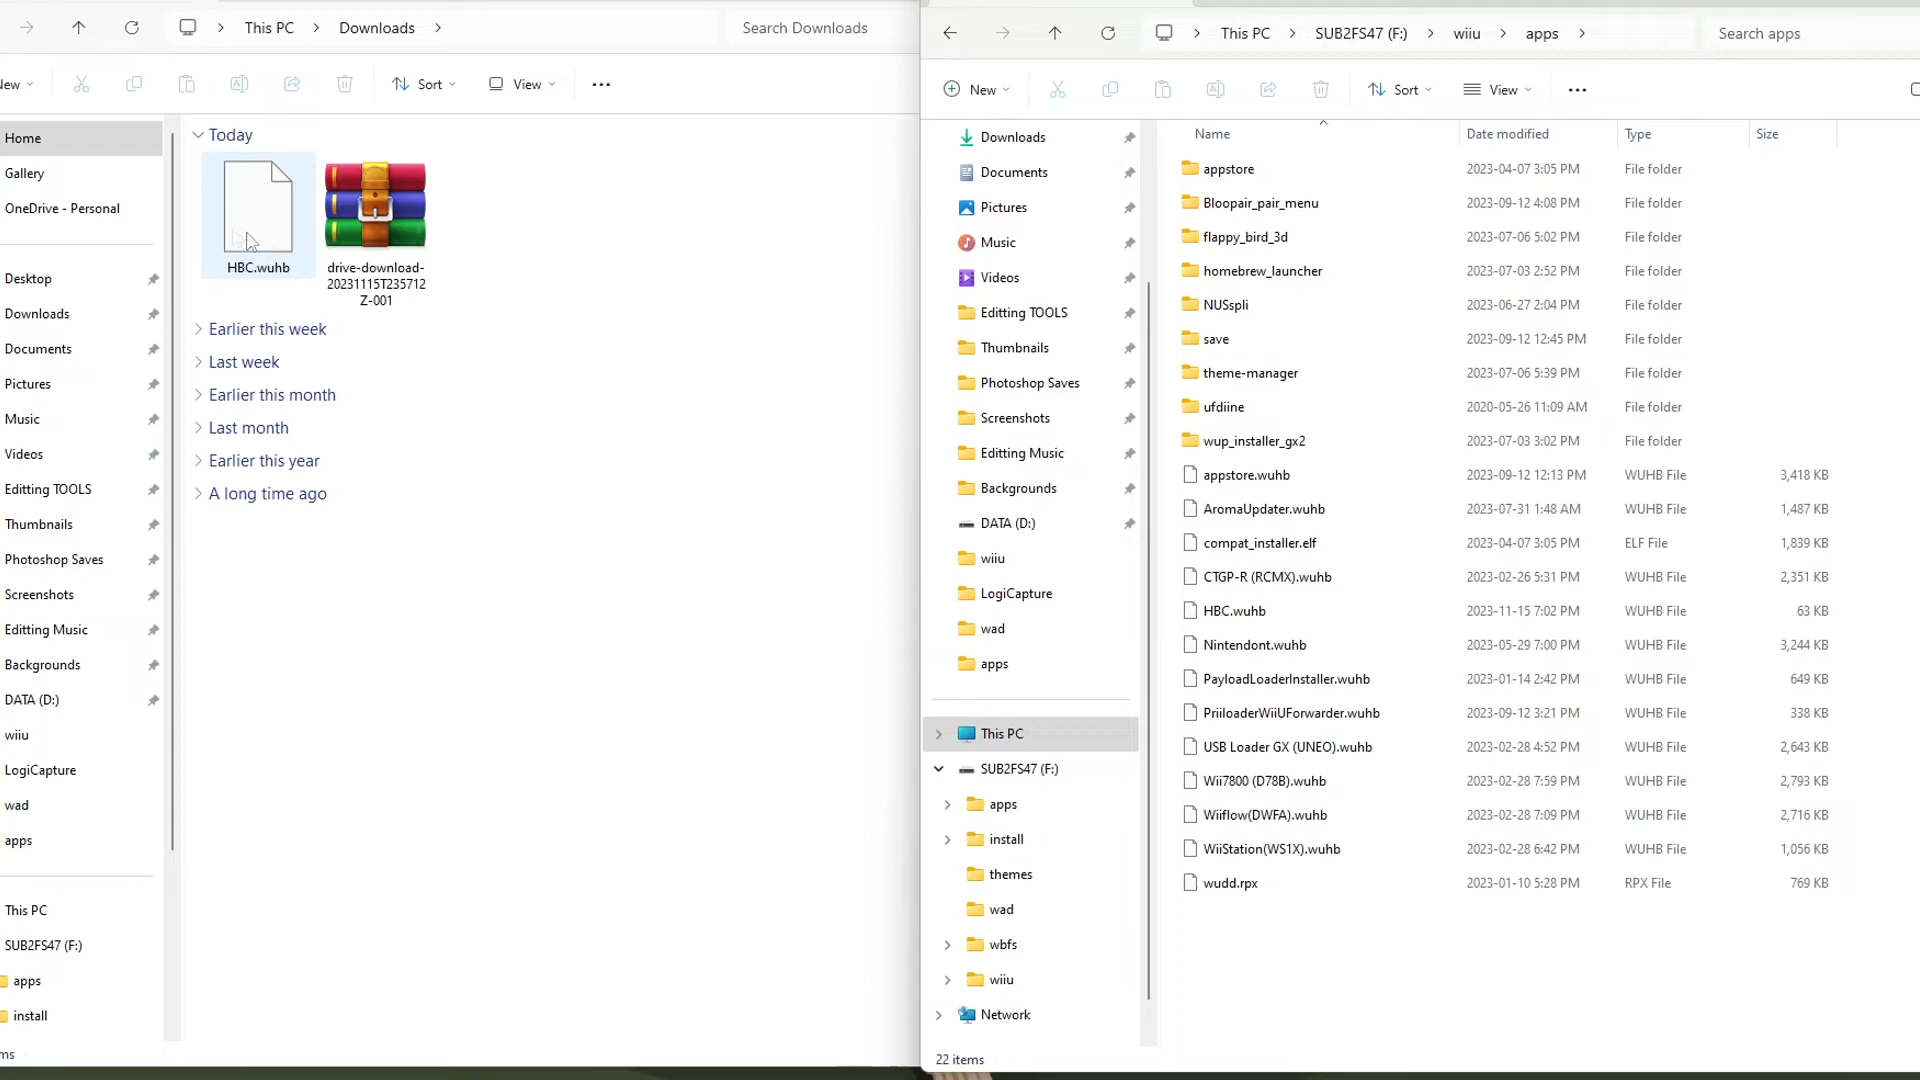 This PC
Downloads
Search Downloads
ew
Sort
View
Home
Gallery
OneDrive - Personal
Desktop
Downloads
Documents
Pictures
Music
Videos
Editting TOOLS
Thumbnails
Photoshop Saves
Screenshots
Editting Music
Backgrounds
DATA (D:)
wiiu
LogiCapture
wad
apps
This PC
SUB2FS47 (F:)
apps
install
ms
Today
HBC.wuhb
drive-download-
20231115T235712
Z-001
Earlier this week
Last week
Earlier this month
Last month
Earlier this year
A long time ago
This PC
SUB2FS47 (F:)
wiiu
apps
Search apps
New
Sort
View
Downloads
Documents
Pictures
Music
Videos
Editting TOOLS
Thumbnails
Photoshop Saves
Screenshots
Editting Music
Backgrounds
DATA (D:)
wiiu
LogiCapture
wad
apps
This PC
SUB2FS47 (F:)
apps
install
themes
wad
wbfs
wiiu
Network
22 items
Name Date modified Type Size
appstore 2023-04-07 3:05 PM File folder
Bloopair_pair_menu 2023-09-12 4:08 PM File folder
flappy_bird_3d 2023-07-06 5:02 PM File folder
homebrew_launcher 2023-07-03 2:52 PM File folder
NUSspli 2023-06-27 2:04 PM File folder
save 2023-09-12 12:45 PM File folder
theme-manager 2023-07-06 5:39 PM File folder
ufdiine 2020-05-26 11:09 AM File folder
wup_installer_gx2 2023-07-03 3:02 PM File folder
appstore.wuhb 2023-09-12 12:13 PM WUHB File 3,418 KB
AromaUpdater.wuhb 2023-07-31 1:48 AM WUHB File 1,487 KB
compat_installer.elf 2023-04-07 3:05 PM ELF File 1,839 KB
CTGP-R (RCMX).wuhb 2023-02-26 5:31 PM WUHB File 2,351 KB
HBC.wuhb 2023-11-15 7:02 PM WUHB File 63 KB
Nintendont.wuhb 2023-05-29 7:00 PM WUHB File 3,244 KB
PayloadLoaderInstaller.wuhb 2023-01-14 2:42 PM WUHB File 649 KB
PriiloaderWiiUForwarder.wuhb 2023-09-12 3:21 PM WUHB File 338 KB
USB Loader GX (UNEO).wuhb 2023-02-28 4:52 PM WUHB File 2,643 KB
Wii7800 (D78B).wuhb 2023-02-28 7:59 PM WUHB File 2,793 KB
Wiiflow(DWFA).wuhb 2023-02-28 7:09 PM WUHB File 2,716 KB
WiiStation(WS1X).wuhb 2023-02-28 6:42 PM WUHB File 1,056 KB
wudd.rpx 2023-01-10 5:28 PM RPX File 769 KB